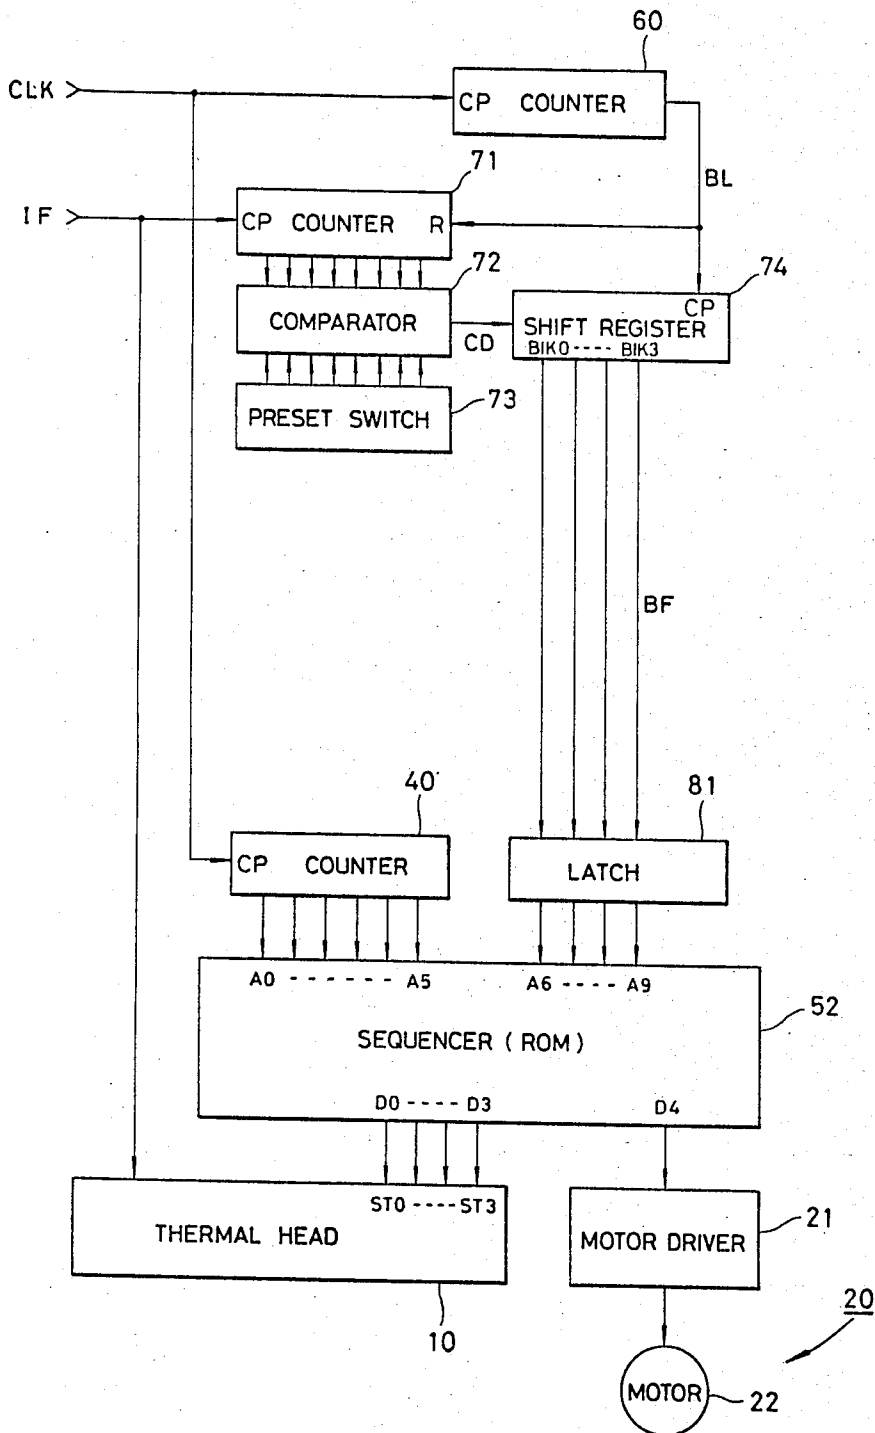 60
CLK
CP COUNTER
71
BL
IF
CP COUNTER R
72
74
COMPARATOR
CD
CP
SHIFT REGISTER
BIK0 ---- BIK3
PRESET SWITCH
73
BF
40
81
CP COUNTER
LATCH
A0 ------ A5
A6 ---- A9
52
SEQUENCER (ROM)
D0 ---- D3
D4
ST0 ---- ST3
21
THERMAL HEAD
MOTOR DRIVER
10
20
MOTOR
22